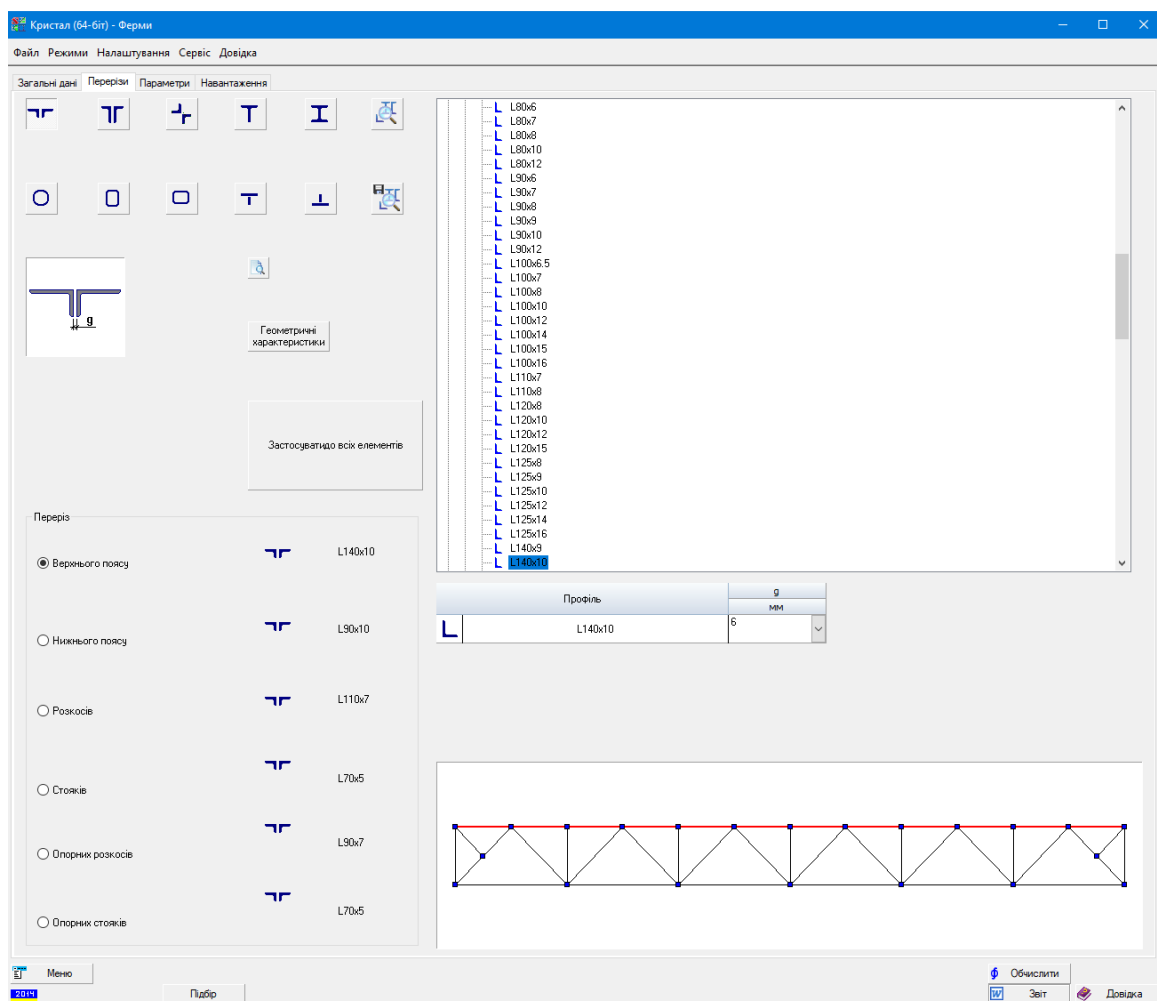 Кристал (64-біт) - Ферми
Файл Режими Налаштування Сервіс Довідка
Загальні дані Перерізи Параметри Навантаження
g
Геометричні
характеристики
Застосуватидо всіх елементів
Переріз
Верхнього поясу L140x10
Нижнього поясу L90x10
Розкосів L110x7
Стояків L70x5
Опорних розкосів L90x7
Опорних стояків L70x5
L80x6
L80x7
L80x8
L80x10
L80x12
L90x6
L90x7
L90x8
L90x9
L90x10
L90x12
L100x6.5
L100x7
L100x8
L100x10
L100x12
L100x14
L100x15
L100x16
L110x7
L110x8
L120x8
L120x10
L120x12
L120x15
L125x8
L125x9
L125x10
L125x12
L125x14
L125x16
L140x9
L140x10
Профіль g
мм
L140x10 6
Меню Обчислити
2014 Підбір Звіт Довідка